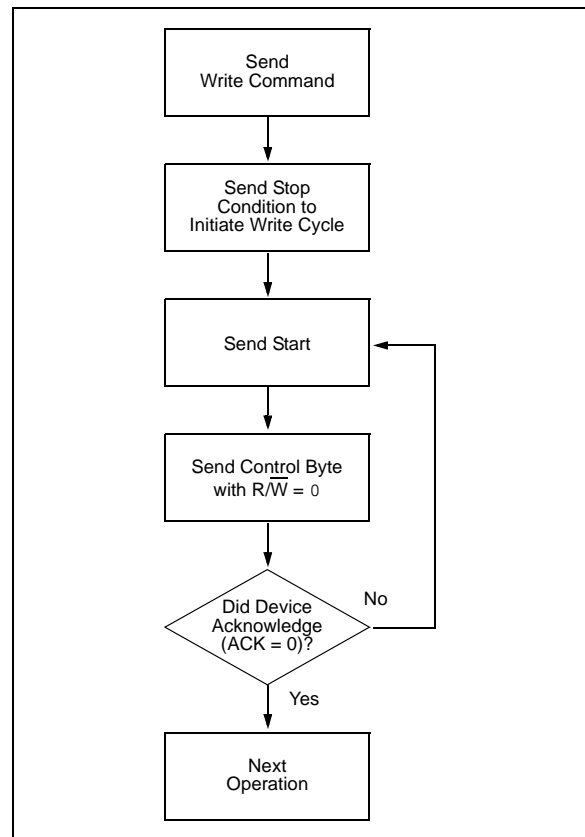 Send
Write Command
Send Stop
Condition to
Initiate Write Cycle
Send Start
Send Control Byte
with R/W̅ = 0
Did Device
Acknowledge
(ACK = 0)?
No
Yes
Next
Operation